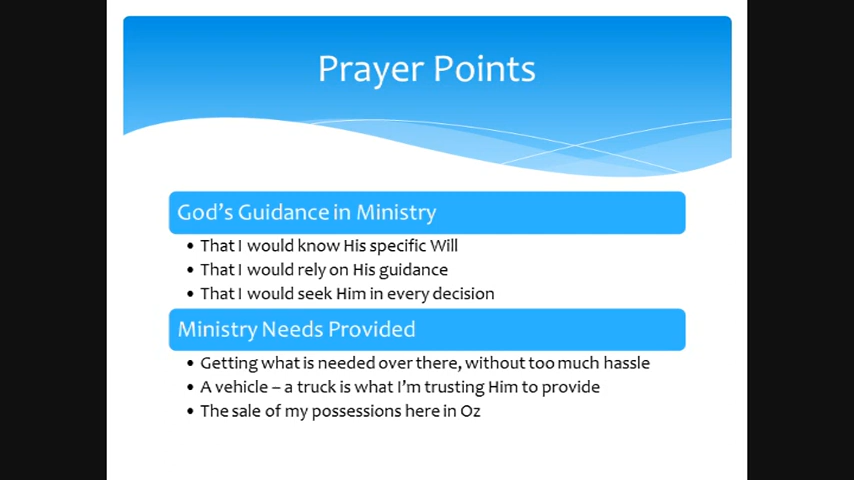 Prayer Points
God's Guidance in Ministry
• That I would know His specific Will
• That I would rely on His guidance
• That I would seek Him in every decision
Ministry Needs Provided
• Getting what is needed over there, without too much hassle
• A vehicle – a truck is what I'm trusting Him to provide
• The sale of my possessions here in Oz